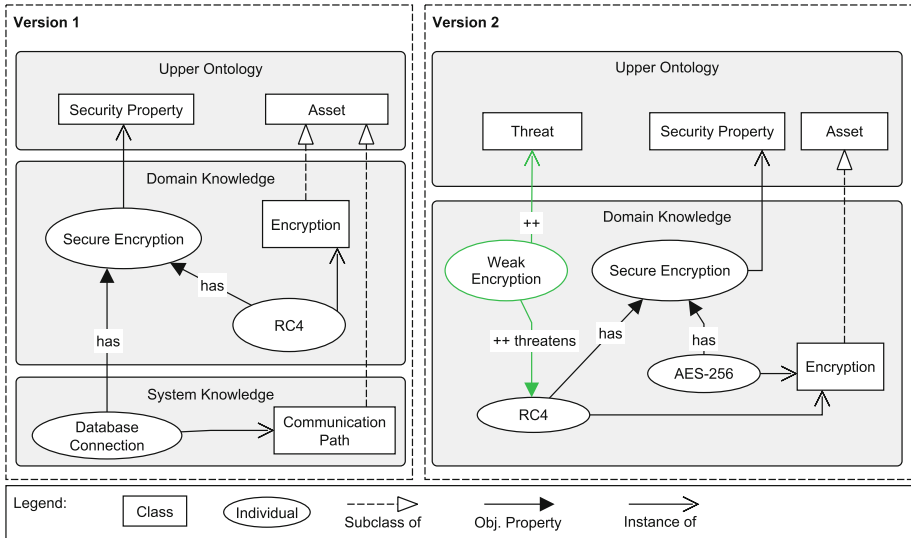 Version 1
Upper Ontology
Security Property
Asset
Domain Knowledge
Secure Encryption
Encryption
has
RC4
has
System Knowledge
Database
Connection
Communication
Path
Version 2
Upper Ontology
Threat
Security Property
Asset
Domain Knowledge
++
Weak
Encryption
Secure Encryption
++ threatens
has
has
Encryption
AES-256
RC4
Legend:
Class
Individual
Subclass of
Obj. Property
Instance of